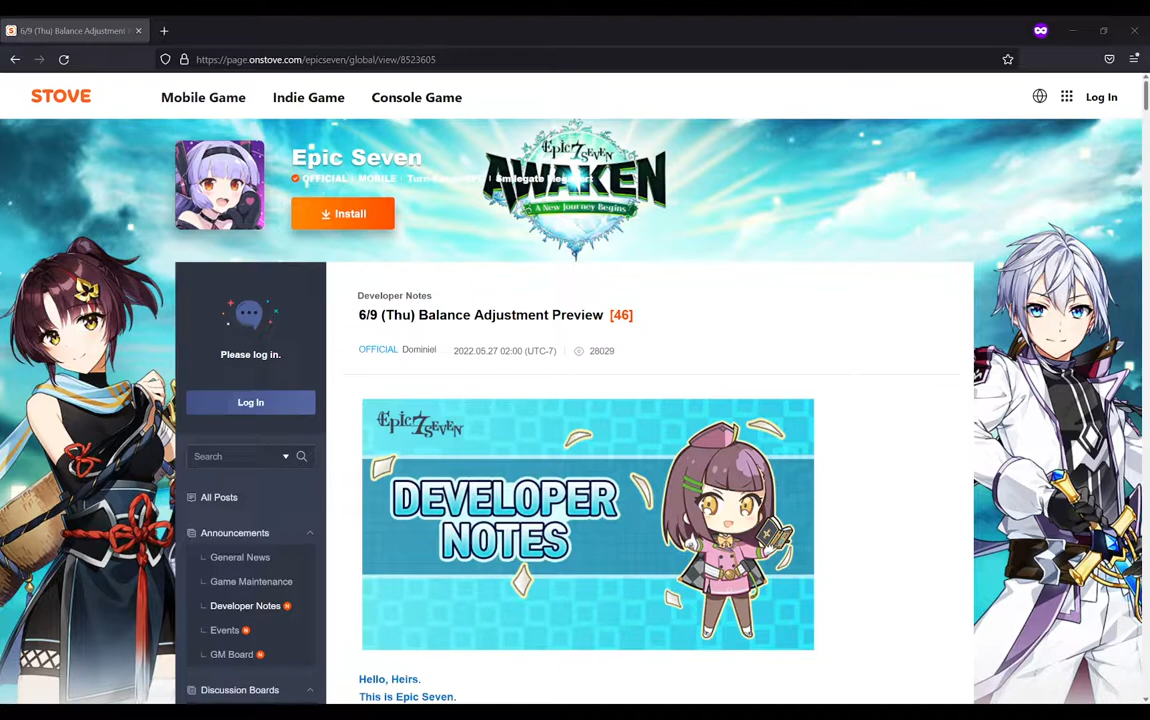 6/9 (Thu) Balance Adjustment
https://page.onstove.com/epicseven/global/view/8523605
STOVE
Mobile Game
Indie Game
Console Game
Log In
Epic Seven
OFFICIAL | MOBILE
Install
Epic7Seven
AWAKEN
A New Journey Begins
Please log in.
Log In
Search
All Posts
Announcements
General News
Game Maintenance
Developer Notes N
Events N
GM Board N
Discussion Boards
Developer Notes
6/9 (Thu) Balance Adjustment Preview [46]
OFFICIAL Dominiel
2022.05.27 02:00 (UTC-7)
28029
Epic7Seven
DEVELOPER
NOTES
Hello, Heirs.
This is Epic Seven.